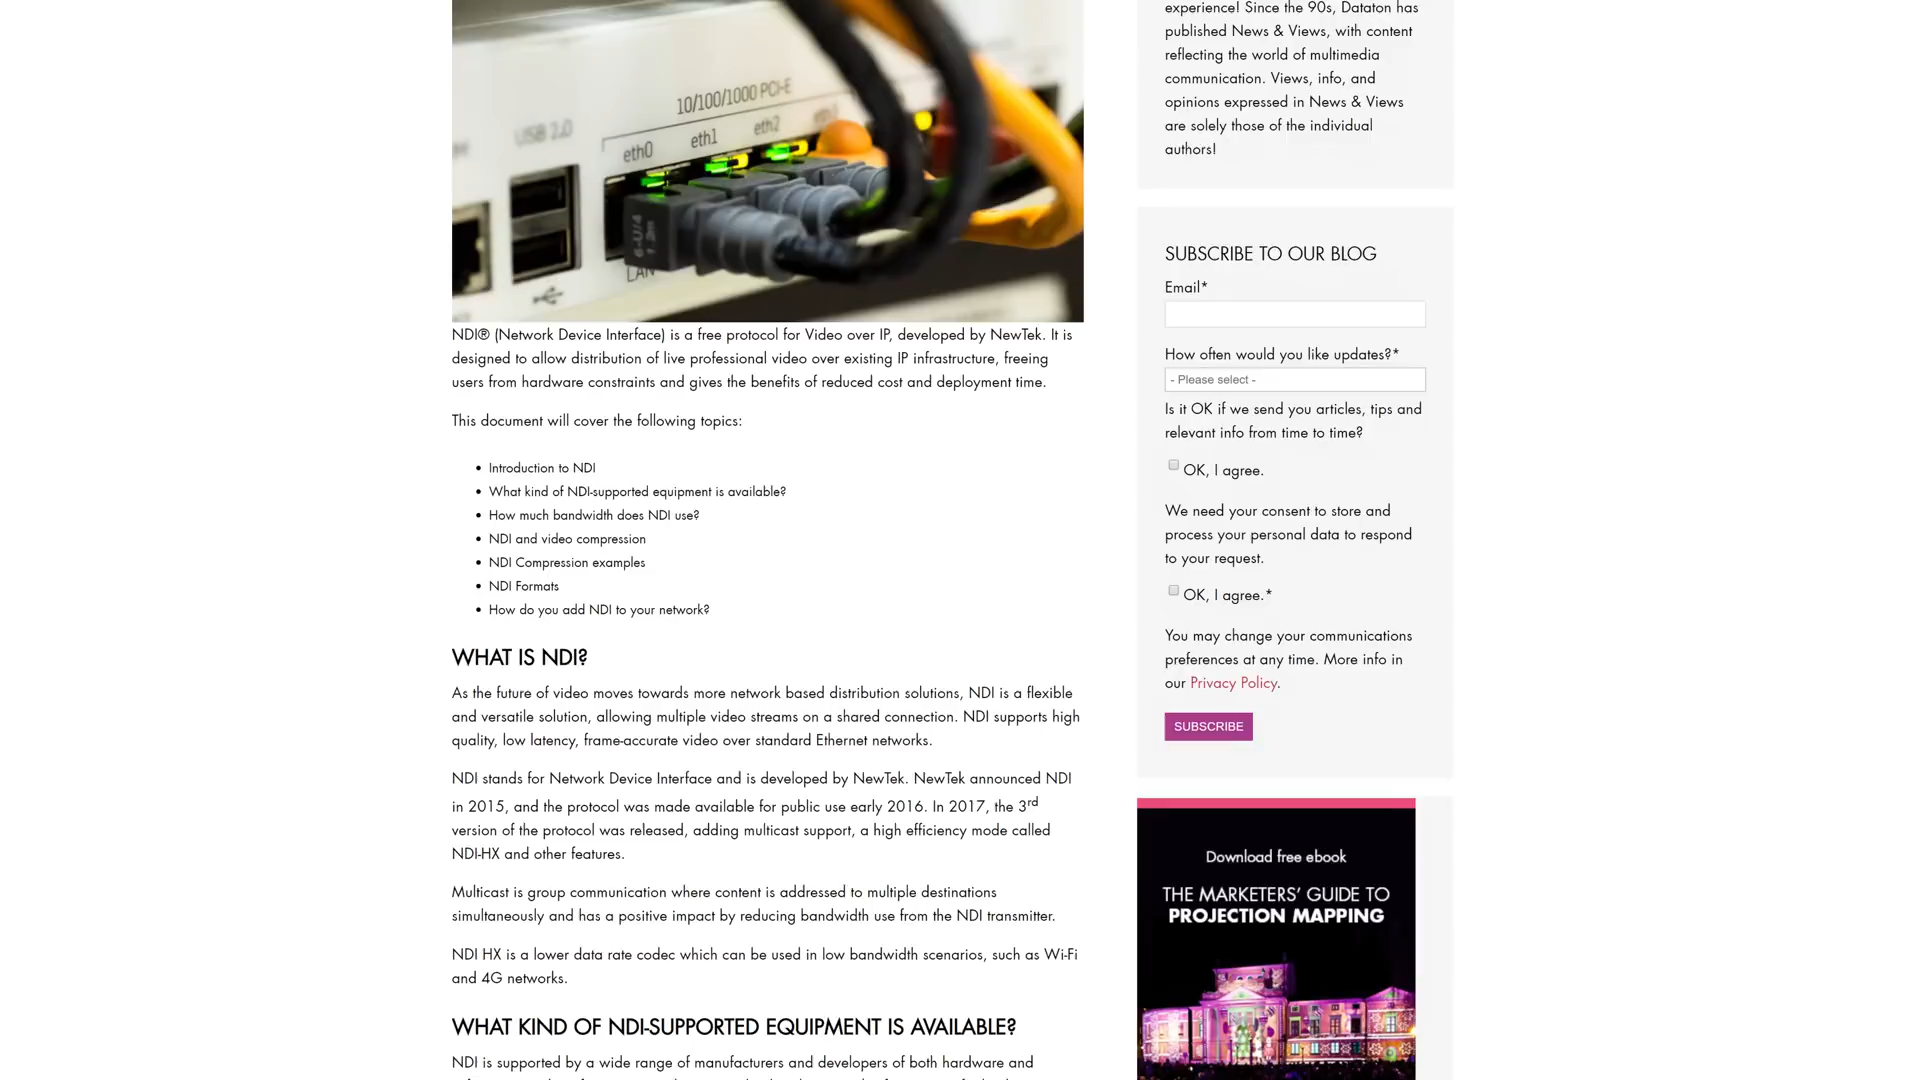 10/100/1000 PCI-E
USB 2.0
eth0
eth1
eth2
LAN
NDI® (Network Device Interface) is a free protocol for Video over IP, developed by NewTek. It is
designed to allow distribution of live professional video over existing IP infrastructure, freeing
users from hardware constraints and gives the benefits of reduced cost and deployment time.
This document will cover the following topics:
• Introduction to NDI
• What kind of NDI-supported equipment is available?
• How much bandwidth does NDI use?
• NDI and video compression
• NDI Compression examples
• NDI Formats
• How do you add NDI to your network?
WHAT IS NDI?
As the future of video moves towards more network based distribution solutions, NDI is a flexible
and versatile solution, allowing multiple video streams on a shared connection. NDI supports high
quality, low latency, frame-accurate video over standard Ethernet networks.
NDI stands for Network Device Interface and is developed by NewTek. NewTek announced NDI
in 2015, and the protocol was made available for public use early 2016. In 2017, the 3rd
version of the protocol was released, adding multicast support, a high efficiency mode called
NDI-HX and other features.
Multicast is group communication where content is addressed to multiple destinations
simultaneously and has a positive impact by reducing bandwidth use from the NDI transmitter.
NDI HX is a lower data rate codec which can be used in low bandwidth scenarios, such as Wi-Fi
and 4G networks.
WHAT KIND OF NDI-SUPPORTED EQUIPMENT IS AVAILABLE?
NDI is supported by a wide range of manufacturers and developers of both hardware and
experience! Since the 90s, Dataton has
published News & Views, with content
reflecting the world of multimedia
communication. Views, info, and
opinions expressed in News & Views
are solely those of the individual
authors!
SUBSCRIBE TO OUR BLOG
Email*
How often would you like updates?*
- Please select -
Is it OK if we send you articles, tips and
relevant info from time to time?
OK, I agree.
We need your consent to store and
process your personal data to respond
to your request.
OK, I agree.*
You may change your communications
preferences at any time. More info in
our Privacy Policy.
SUBSCRIBE
Download free ebook
THE MARKETERS' GUIDE TO
PROJECTION MAPPING